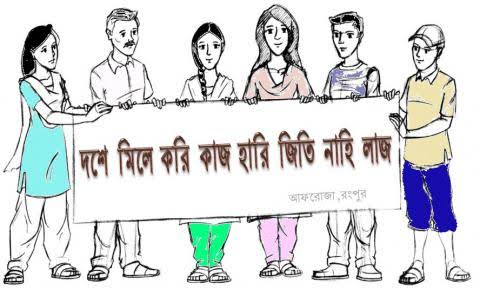 দশে মিলে করি কাজ হারি জিতি নাহি লাজ
আফরোজা,রংপুর